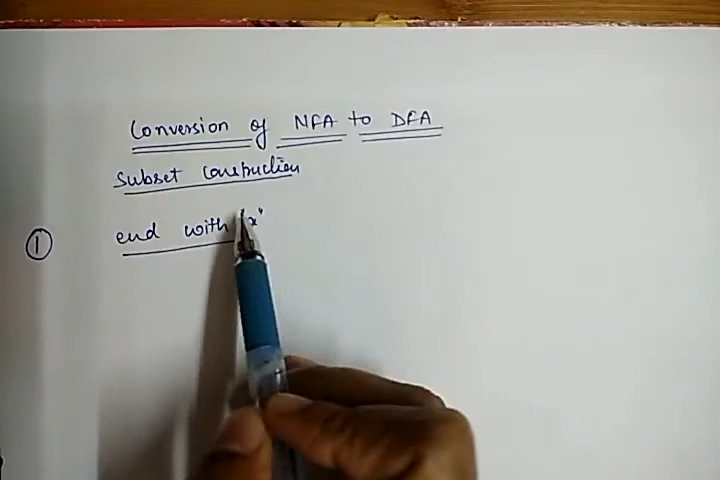 Conversion of NFA to DFA
Subset Construction
① end with "x"